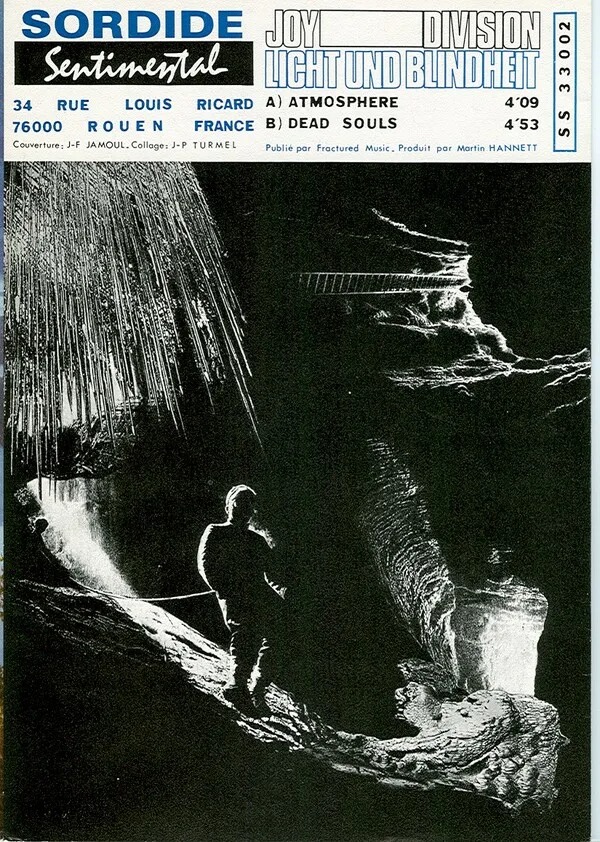 SORDIDE
Sentimental
34 RUE LOUIS RICARD
76000 ROUEN FRANCE
Couverture: J-F JAMOUL. Collage: J-P TURMEL
JOY DIVISION
LICHT UND BLINDHEIT
A) ATMOSPHERE 4'09
B) DEAD SOULS 4'53
Publié par Fractured Music. Produit par Martin HANNETT
SS 33002